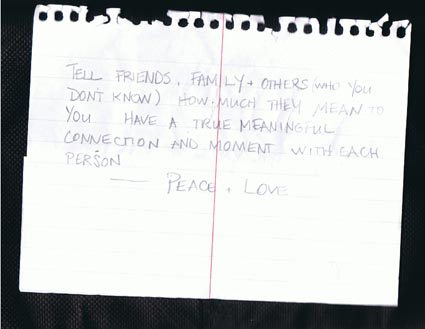 TELL FRIENDS, FAMILY + OTHERS (WHO YOU
DONT KNOW) HOW MUCH THEY MEAN TO
YOU HAVE A TRUE MEANINGFUL
CONNECTION AND MOMENT WITH EACH
PERSON
— PEACE + LOVE